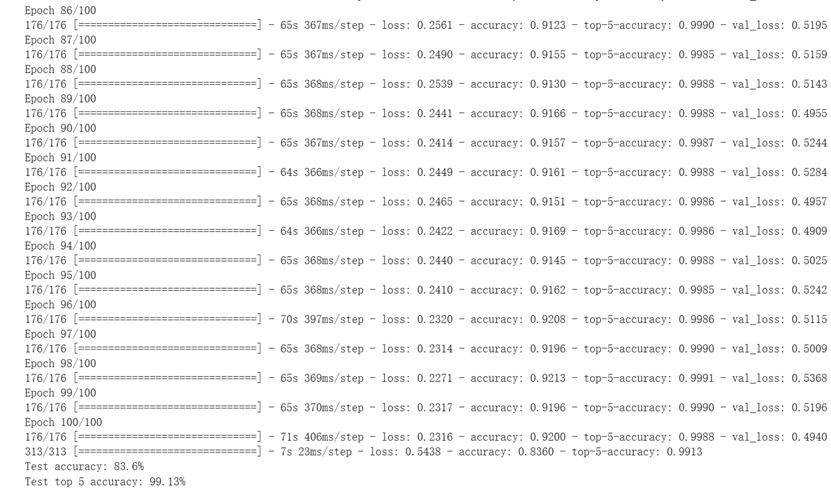 Epoch 86/100
176/176 [==============================] - 65s 367ms/step - loss: 0.2561 - accuracy: 0.9123 - top-5-accuracy: 0.9990 - val_loss: 0.5195
Epoch 87/100
176/176 [==============================] - 65s 367ms/step - loss: 0.2490 - accuracy: 0.9155 - top-5-accuracy: 0.9985 - val_loss: 0.5159
Epoch 88/100
176/176 [==============================] - 65s 368ms/step - loss: 0.2539 - accuracy: 0.9130 - top-5-accuracy: 0.9988 - val_loss: 0.5143
Epoch 89/100
176/176 [==============================] - 65s 368ms/step - loss: 0.2441 - accuracy: 0.9166 - top-5-accuracy: 0.9988 - val_loss: 0.4955
Epoch 90/100
176/176 [==============================] - 65s 367ms/step - loss: 0.2414 - accuracy: 0.9157 - top-5-accuracy: 0.9987 - val_loss: 0.5244
Epoch 91/100
176/176 [==============================] - 64s 366ms/step - loss: 0.2449 - accuracy: 0.9161 - top-5-accuracy: 0.9988 - val_loss: 0.5284
Epoch 92/100
176/176 [==============================] - 65s 368ms/step - loss: 0.2465 - accuracy: 0.9151 - top-5-accuracy: 0.9986 - val_loss: 0.4957
Epoch 93/100
176/176 [==============================] - 64s 366ms/step - loss: 0.2422 - accuracy: 0.9169 - top-5-accuracy: 0.9986 - val_loss: 0.4909
Epoch 94/100
176/176 [==============================] - 65s 368ms/step - loss: 0.2440 - accuracy: 0.9145 - top-5-accuracy: 0.9988 - val_loss: 0.5025
Epoch 95/100
176/176 [==============================] - 65s 368ms/step - loss: 0.2410 - accuracy: 0.9162 - top-5-accuracy: 0.9985 - val_loss: 0.5242
Epoch 96/100
176/176 [==============================] - 70s 397ms/step - loss: 0.2320 - accuracy: 0.9208 - top-5-accuracy: 0.9986 - val_loss: 0.5115
Epoch 97/100
176/176 [==============================] - 65s 368ms/step - loss: 0.2314 - accuracy: 0.9196 - top-5-accuracy: 0.9990 - val_loss: 0.5009
Epoch 98/100
176/176 [==============================] - 65s 369ms/step - loss: 0.2271 - accuracy: 0.9213 - top-5-accuracy: 0.9991 - val_loss: 0.5368
Epoch 99/100
176/176 [==============================] - 65s 370ms/step - loss: 0.2317 - accuracy: 0.9196 - top-5-accuracy: 0.9990 - val_loss: 0.5196
Epoch 100/100
176/176 [==============================] - 71s 406ms/step - loss: 0.2316 - accuracy: 0.9200 - top-5-accuracy: 0.9988 - val_loss: 0.4940
313/313 [==============================] - 7s 23ms/step - loss: 0.5438 - accuracy: 0.8360 - top-5-accuracy: 0.9913
Test accuracy: 83.6%
Test top 5 accuracy: 99.13%